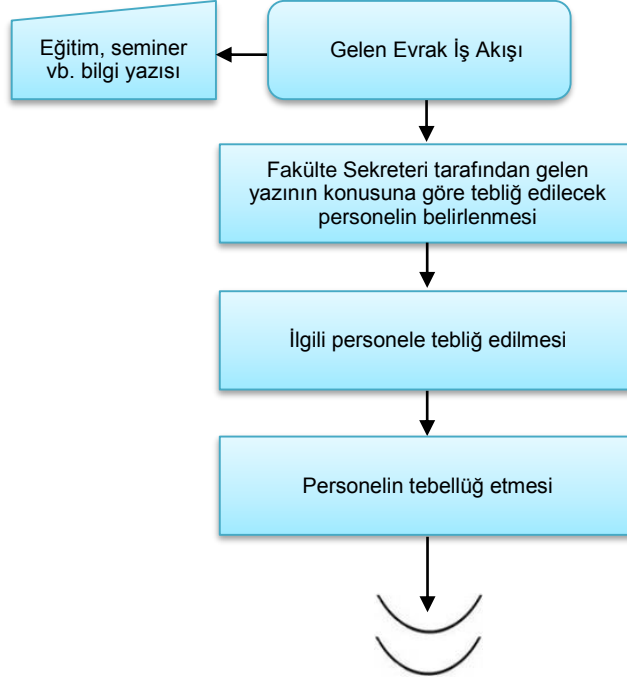 Eğitim, seminer
vb. bilgi yazısı
Gelen Evrak İş Akışı
Fakülte Sekreteri tarafından gelen
yazının konusuna göre tebliğ edilecek
personelin belirlenmesi
İlgili personele tebliğ edilmesi
Personelin tebellüğ etmesi